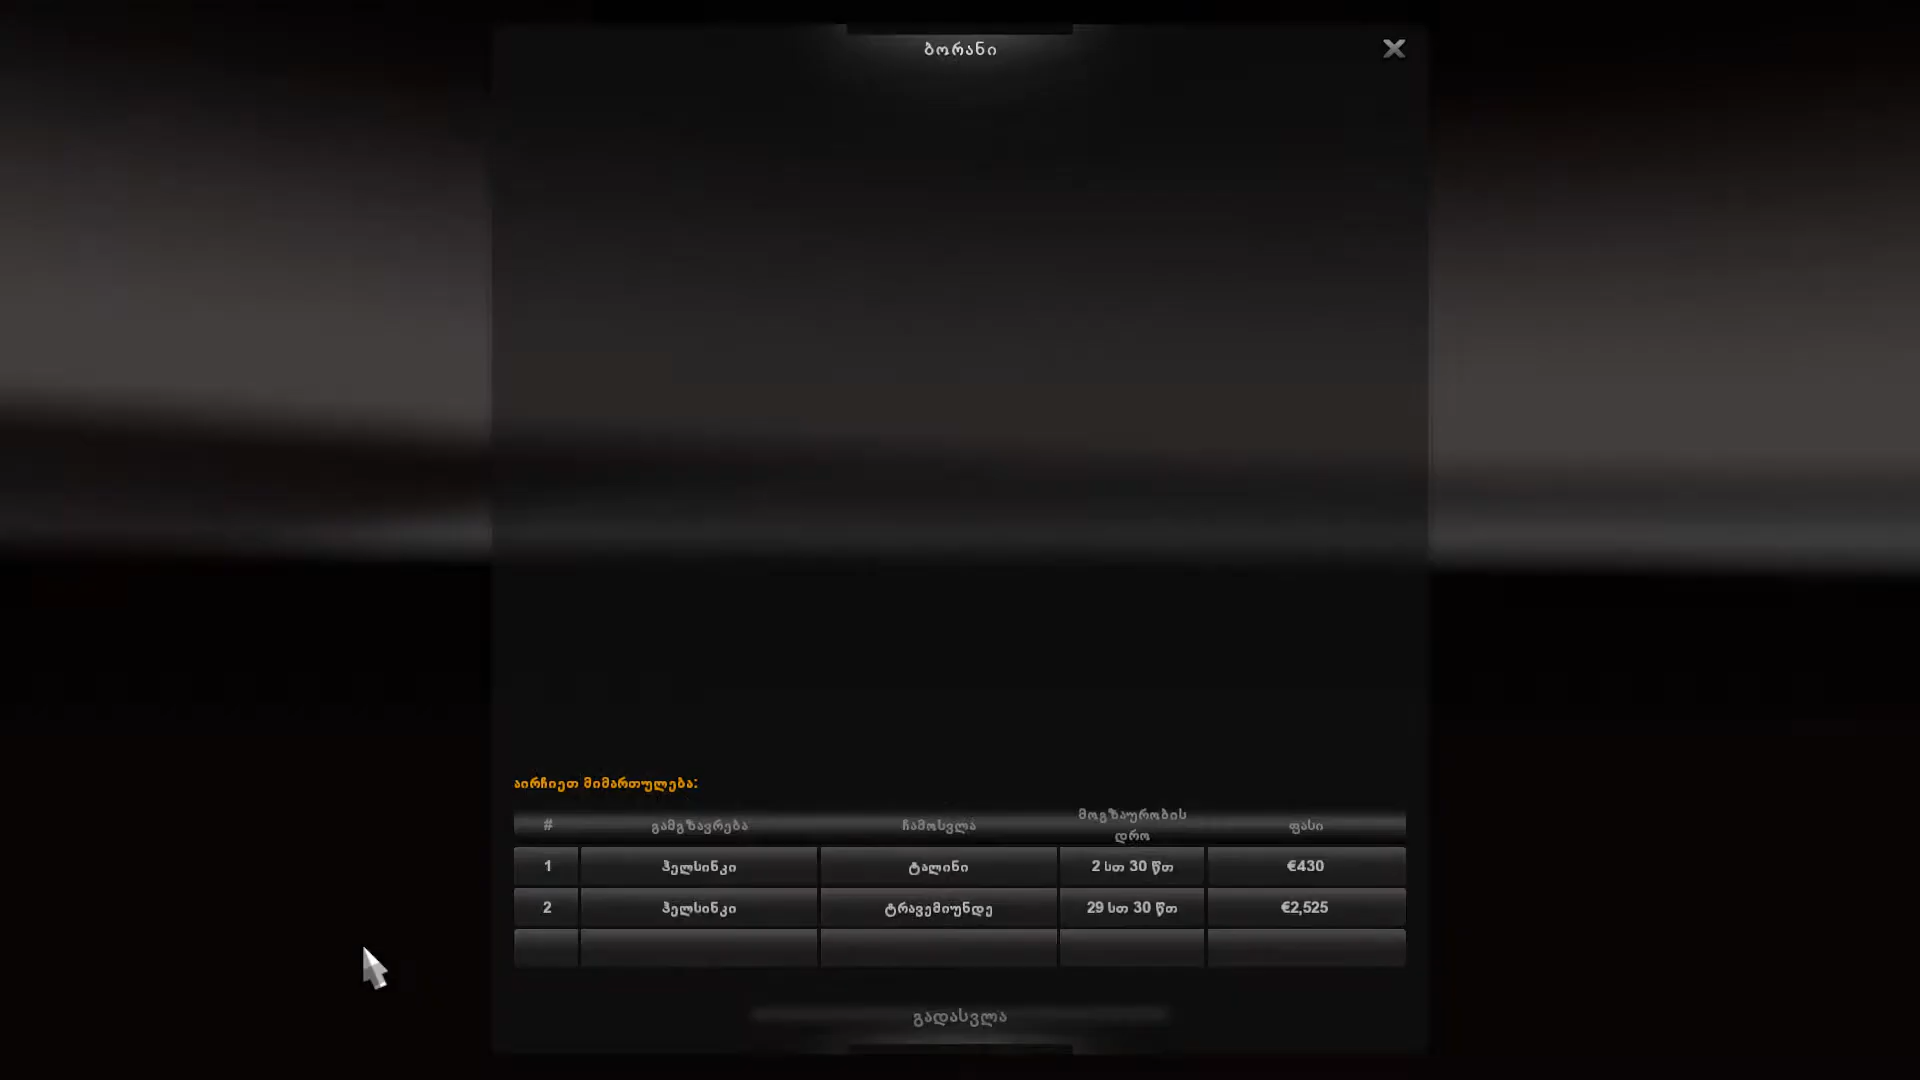 ბორანი
აირჩიეთ მიმართულება:
# გამგზავრება ჩამოსვლა მოგზაურობის დრო ფასი
1 ჰელსინკი ტალინი 2 სთ 30 წთ €430
2 ჰელსინკი ტრავემიუნდე 29 სთ 30 წთ €2,525
გადასვლა